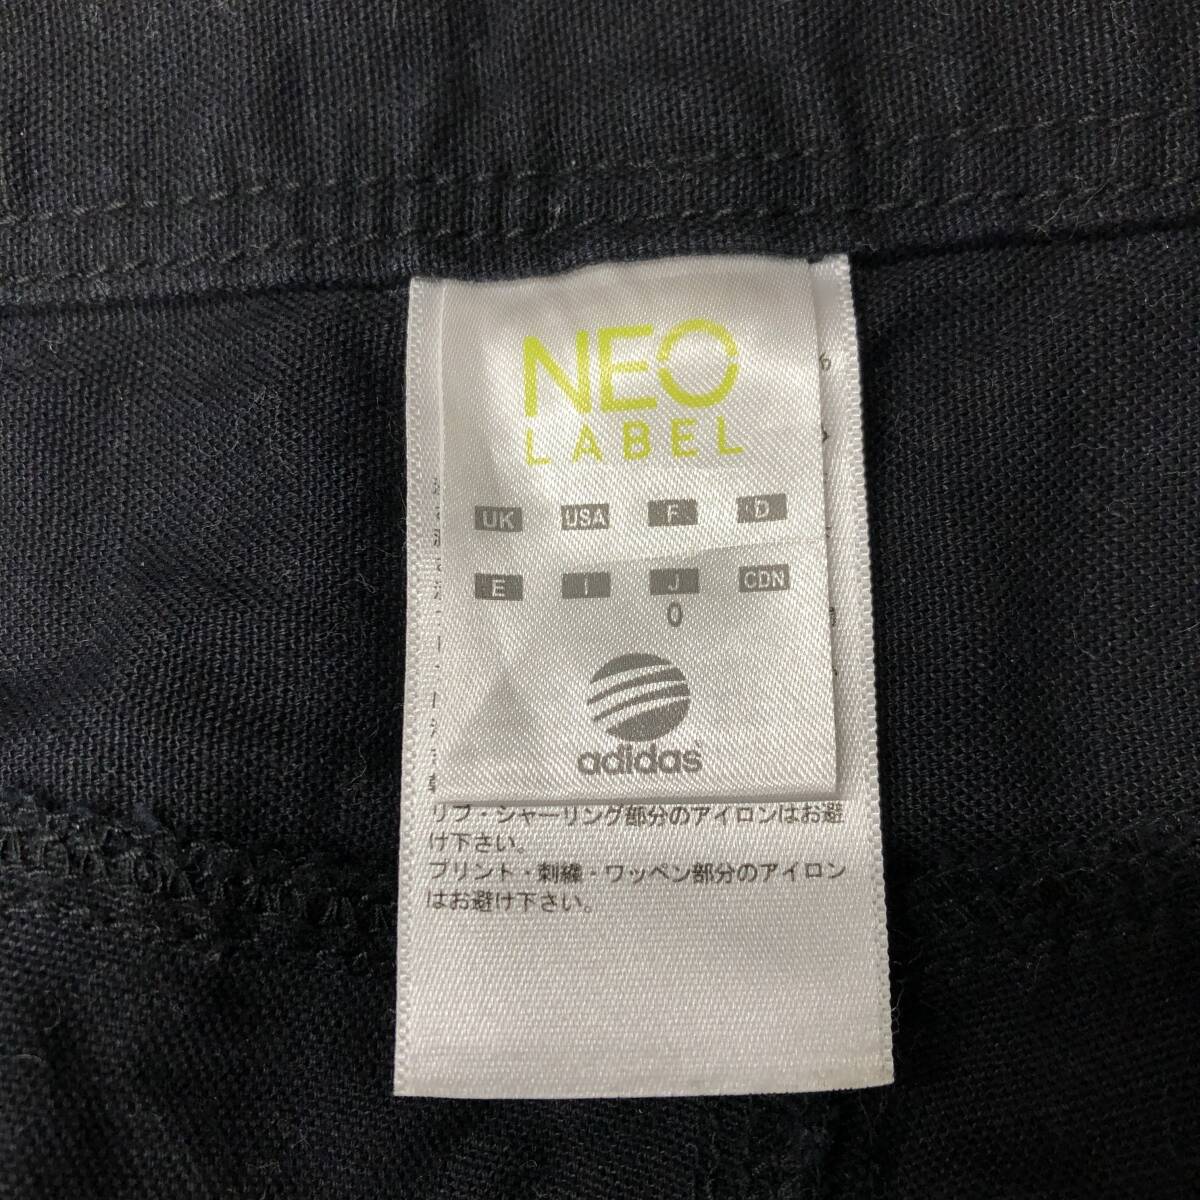 NEO
LABEL
UK USA F D
E I J CDN
O
adidas
リブ・シャーリング部分のアイロンはお避
け下さい。
プリント・刺繍・ワッペン部分のアイロン
はお避け下さい。